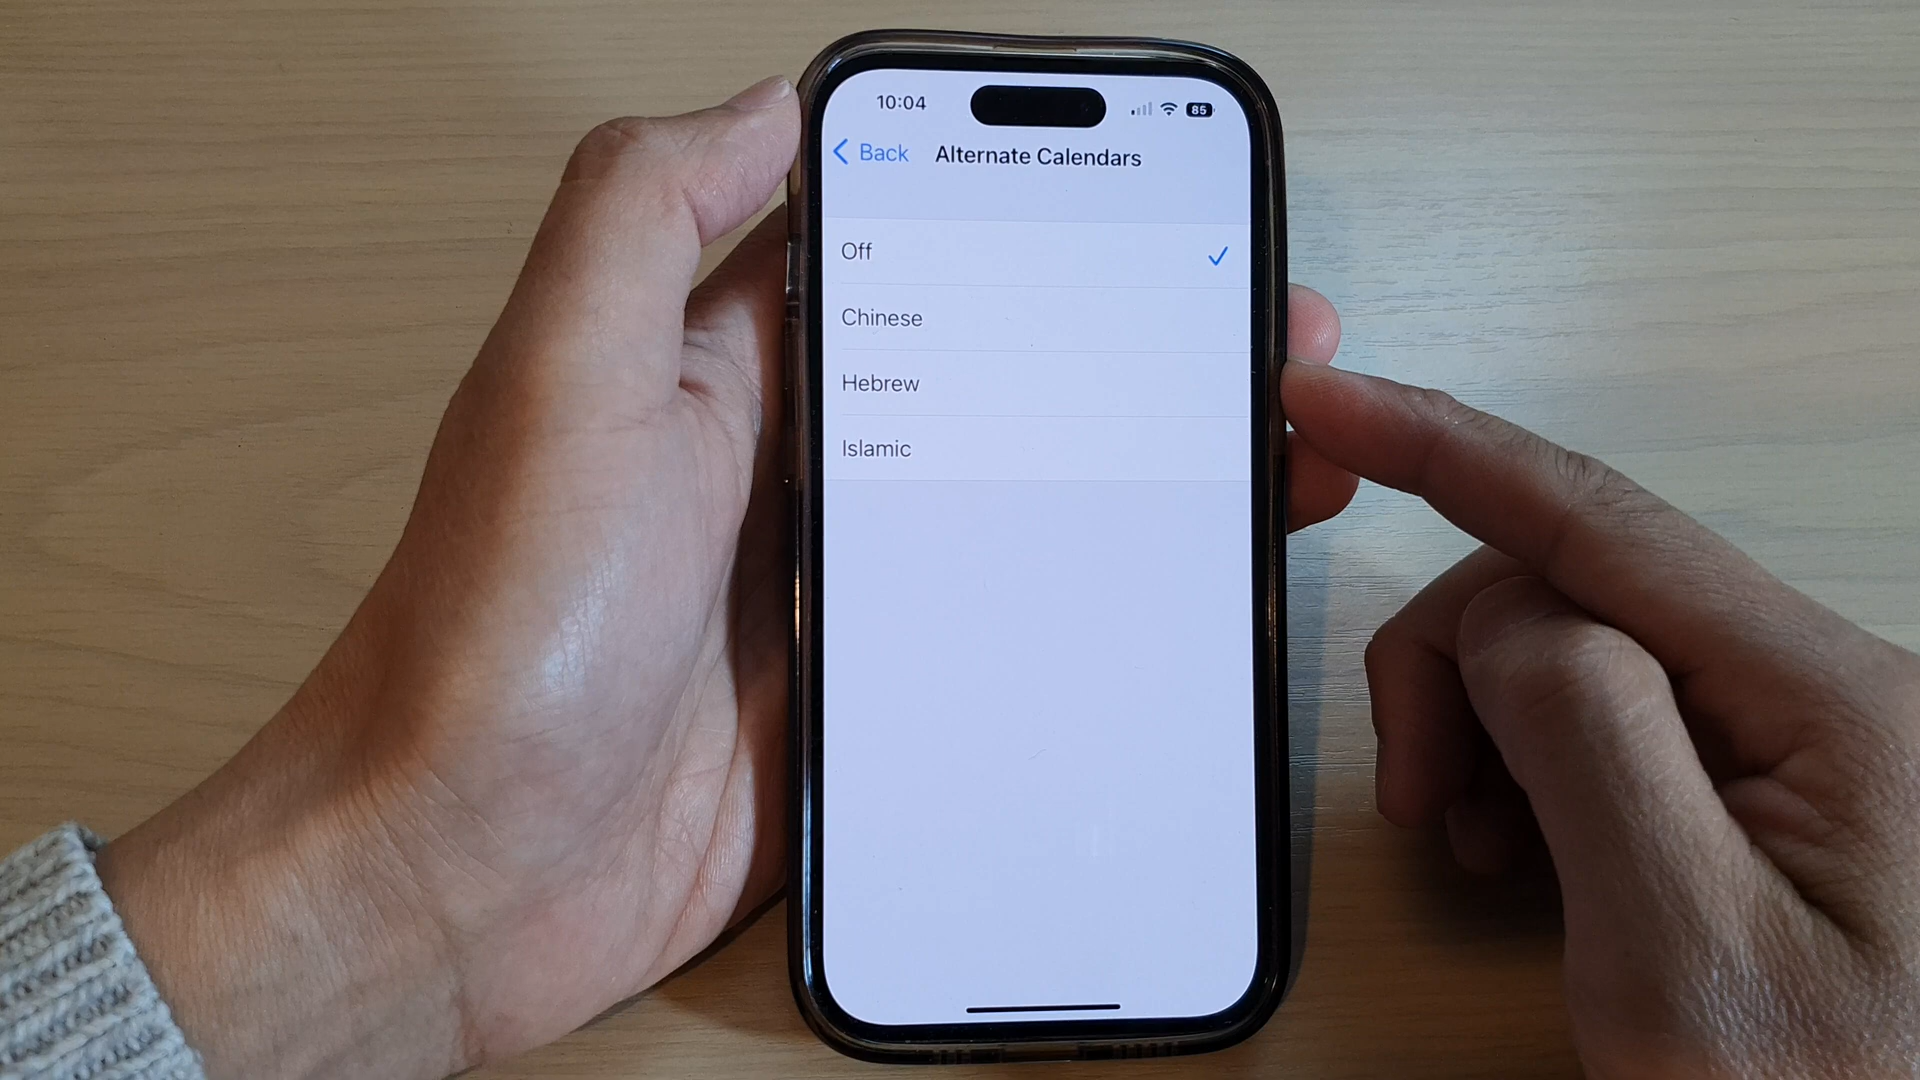 10:04
85
Back
Alternate Calendars
Off
Chinese
Hebrew
Islamic